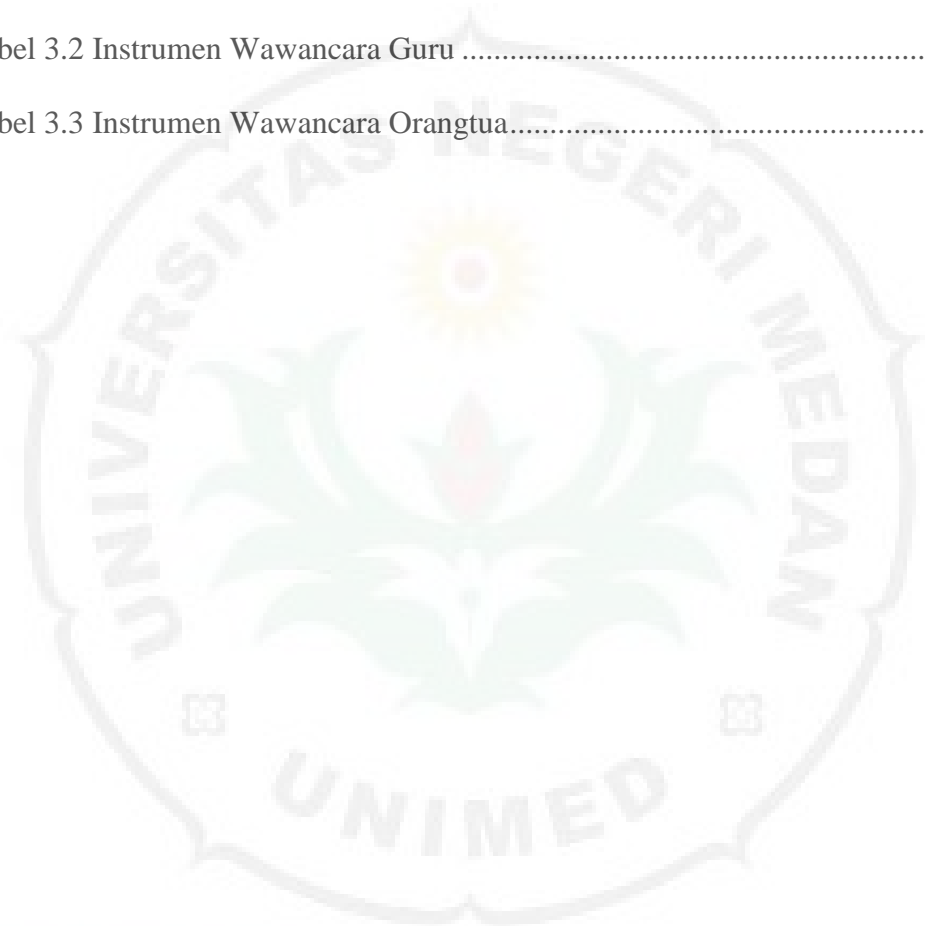 bel 3.2 Instrumen Wawancara Guru ..........................................................
bel 3.3 Instrumen Wawancara Orangtua....................................................
UNIVERSITAS NEGERI MEDAN
UNIMED